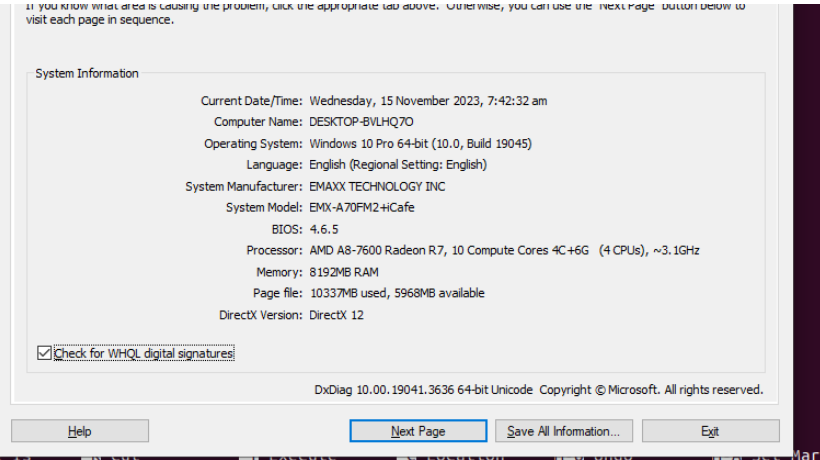 If you know what area is causing the problem, click the appropriate tab above. Otherwise, you can use the "Next Page" button below to
visit each page in sequence.
System Information
Current Date/Time: Wednesday, 15 November 2023, 7:42:32 am
Computer Name: DESKTOP-BVLHQ7O
Operating System: Windows 10 Pro 64-bit (10.0, Build 19045)
Language: English (Regional Setting: English)
System Manufacturer: EMAXX TECHNOLOGY INC
System Model: EMX-A70FM2+iCafe
BIOS: 4.6.5
Processor: AMD A8-7600 Radeon R7, 10 Compute Cores 4C+6G (4 CPUs), ~3.1GHz
Memory: 8192MB RAM
Page file: 10337MB used, 5968MB available
DirectX Version: DirectX 12
Check for WHQL digital signatures
DxDiag 10.00.19041.3636 64-bit Unicode Copyright © Microsoft. All rights reserved.
Help Next Page Save All Information... Exit